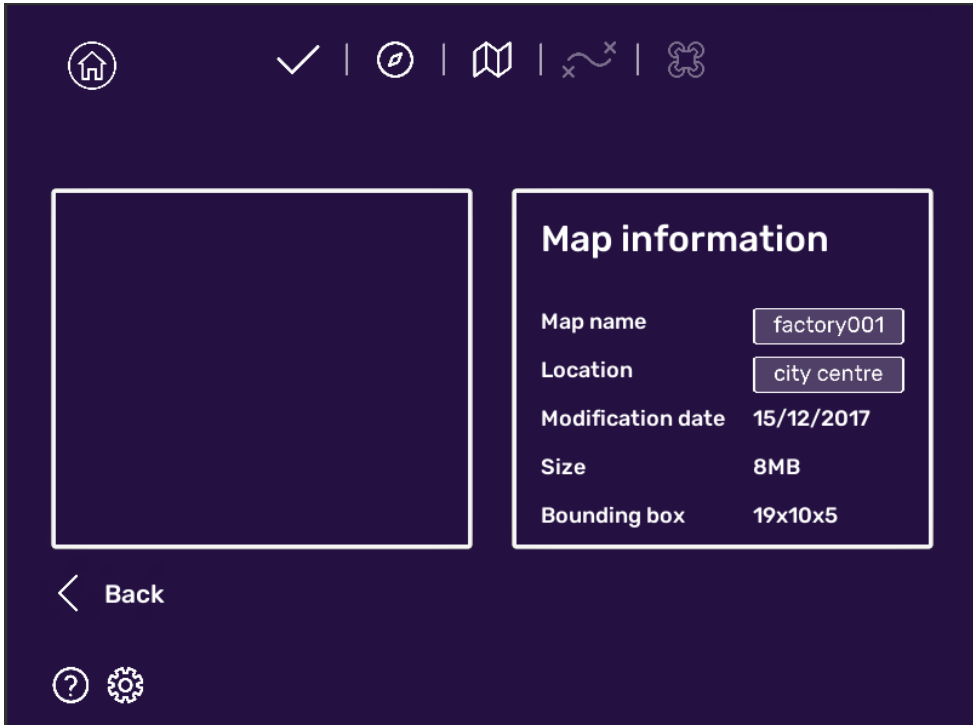 Map information
Map name factory001
Location city centre
Modification date 15/12/2017
Size 8MB
Bounding box 19x10x5
Back
?